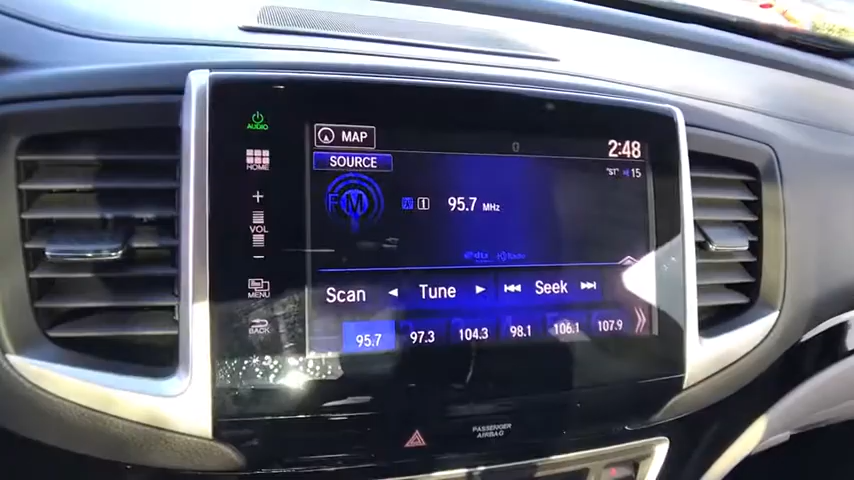 AUDIO
HOME
+
VOL
−
MENU
BACK
MAP
2:48
SOURCE
FM
1 95.7 MHz
ST 15
Scan Tune Seek
95.7 97.3 104.3 98.1 106.1 107.9
PASSENGER
AIRBAG